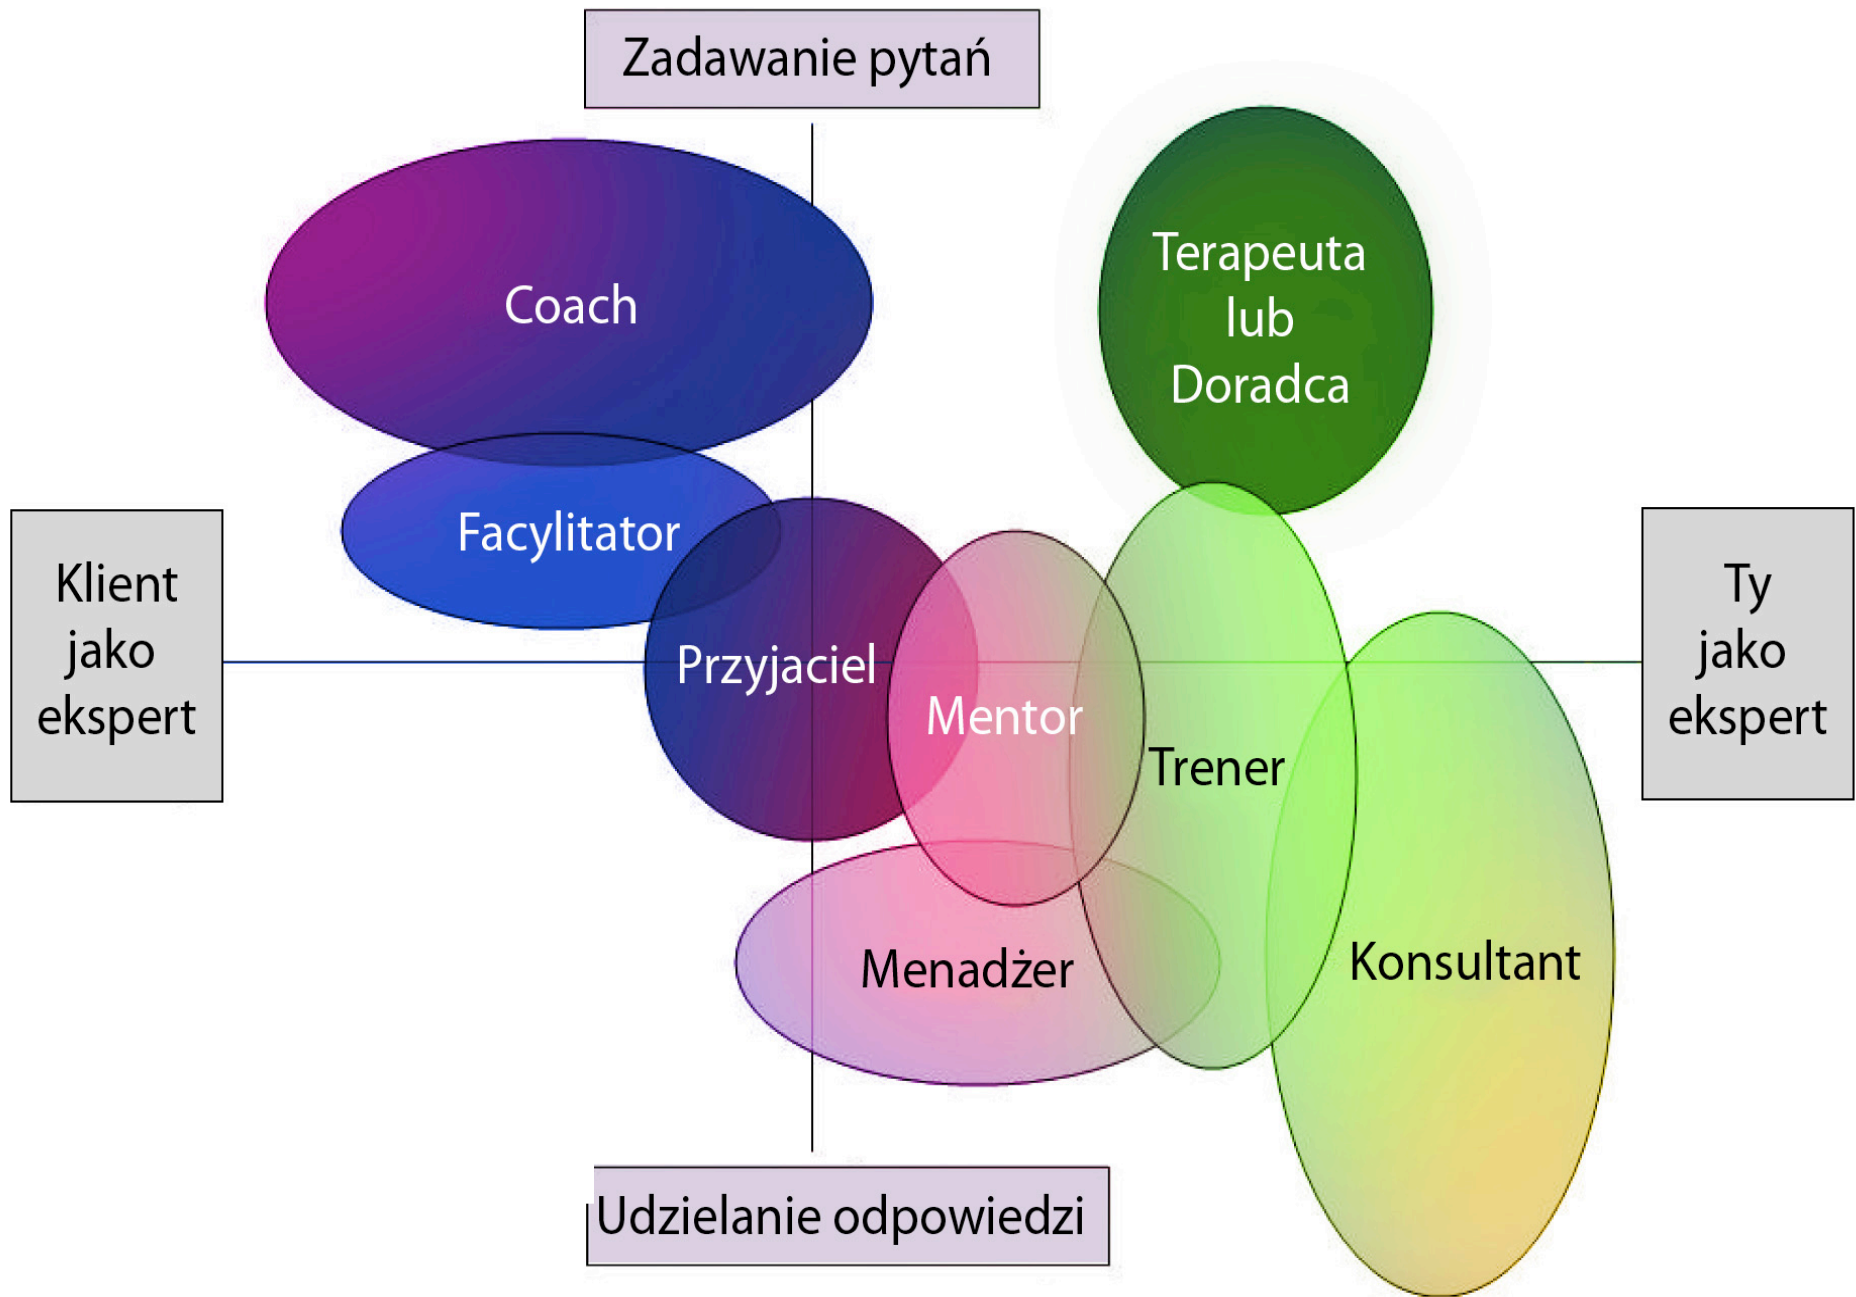 Zadawanie pytań
Terapeuta
lub
Doradca
Coach
Facylitator
Klient
jako
ekspert
Ty
jako
ekspert
Przyjaciel
Mentor
Trener
Menadżer
Konsultant
Udzielanie odpowiedzi